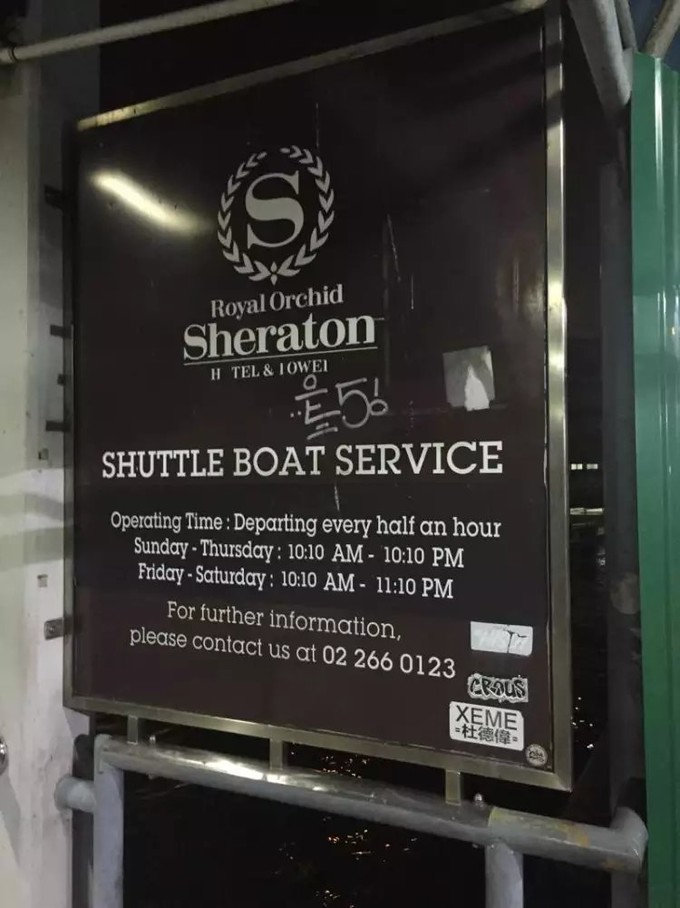 S
Royal Orchid
Sheraton
H TEL & TOWE
SHUTTLE BOAT SERVICE
Operating Time : Departing every half an hour
Sunday - Thursday : 10:10 AM - 10:10 PM
Friday - Saturday : 10:10 AM - 11:10 PM
For further information,
please contact us at 02 266 0123
CROUS
XEME
=杜德偉=